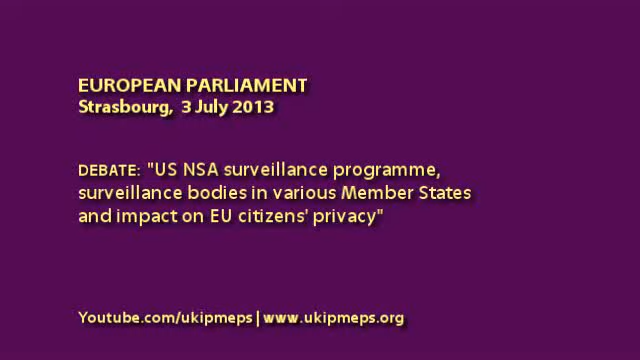 EUROPEAN PARLIAMENT
Strasbourg, 3 July 2013
DEBATE: "US NSA surveillance programme,
surveillance bodies in various Member States
and impact on EU citizens' privacy"
Youtube.com/ukipmeps|www.ukipmeps.org